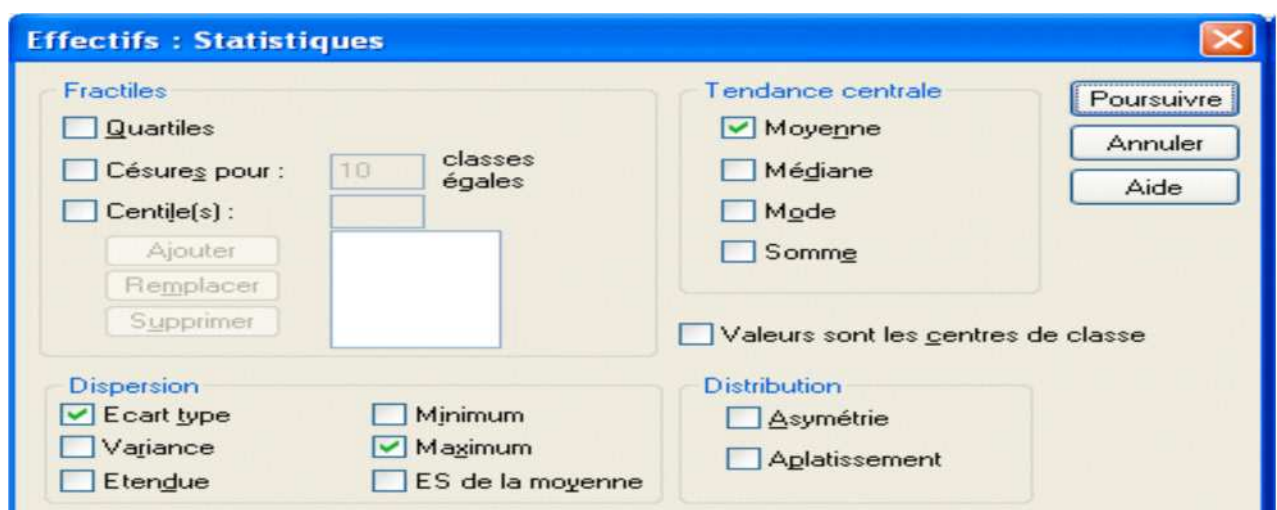 Effectifs : Statistiques
Fractiles
Quartiles
Césures pour : 10 classes égales
Centile(s) :
Ajouter
Remplacer
Supprimer
Tendance centrale
Moyenne
Médiane
Mode
Somme
Poursuivre
Annuler
Aide
Valeurs sont les centres de classe
Dispersion
Ecart type
Variance
Etendue
Minimum
Maximum
ES de la moyenne
Distribution
Asymétrie
Aplatissement